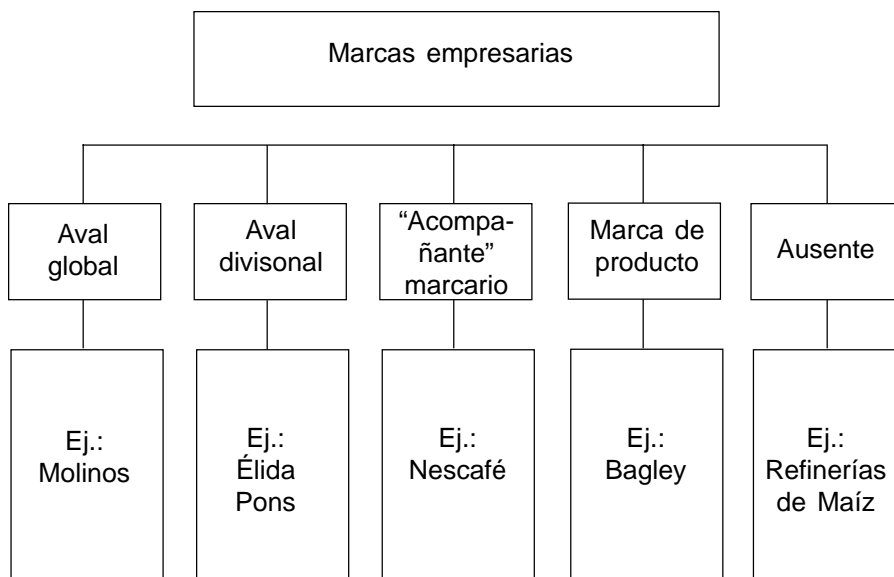 Marcas empresarias
Aval
global
Aval
divisonal
“Acompa-
ñante”
marcario
Marca de
producto
Ausente
Ej.:
Molinos
Ej.:
Élida
Pons
Ej.:
Nescafé
Ej.:
Bagley
Ej.:
Refinerías
de Maíz